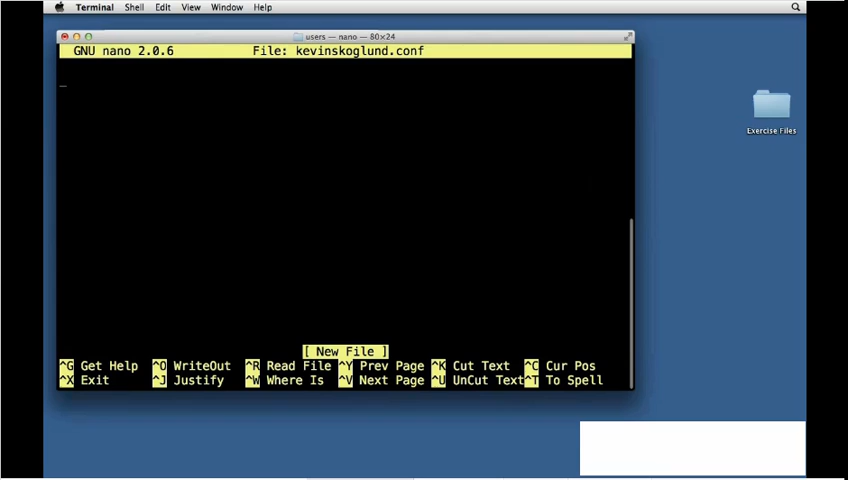 Terminal Shell Edit View Window Help
users — nano — 80×24
GNU nano 2.0.6 File: kevinskoglund.conf
Exercise Files
[ New File ]
^G Get Help ^O WriteOut ^R Read File ^Y Prev Page ^K Cut Text ^C Cur Pos
^X Exit ^J Justify ^W Where Is ^V Next Page ^U UnCut Text ^T To Spell